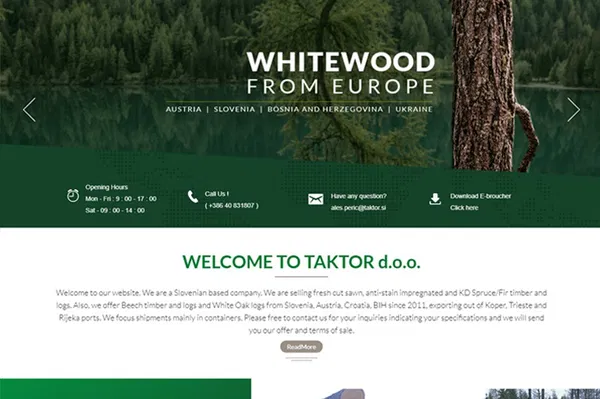 WHITEWOOD
FROM EUROPE
AUSTRIA | SLOVENIA | BOSNIA AND HERZEGOVINA | UKRAINE
Opening Hours
Mon - Fri : 9 : 00 - 17 : 00
Sat - 09 : 00 - 14 : 00
Call Us !
( +386 40 831807 )
Have any question?
ales.peric@taktor.si
Download E-broucher
Click here
WELCOME TO TAKTOR d.o.o.
Welcome to our website. We are a Slovenian based company. We are selling fresh cut sawn, anti-stain impregnated and KD Spruce/Fir timber and
logs. Also, we offer Beech timber and logs and White Oak logs from Slovenia, Austria, Croatia, BIH since 2011, exporting out of Koper, Trieste and
Rijeka ports. We focus shipments mainly in containers. Please free to contact us for your inquiries indicating your specifications and we will send
you our offer and terms of sale.
ReadMore